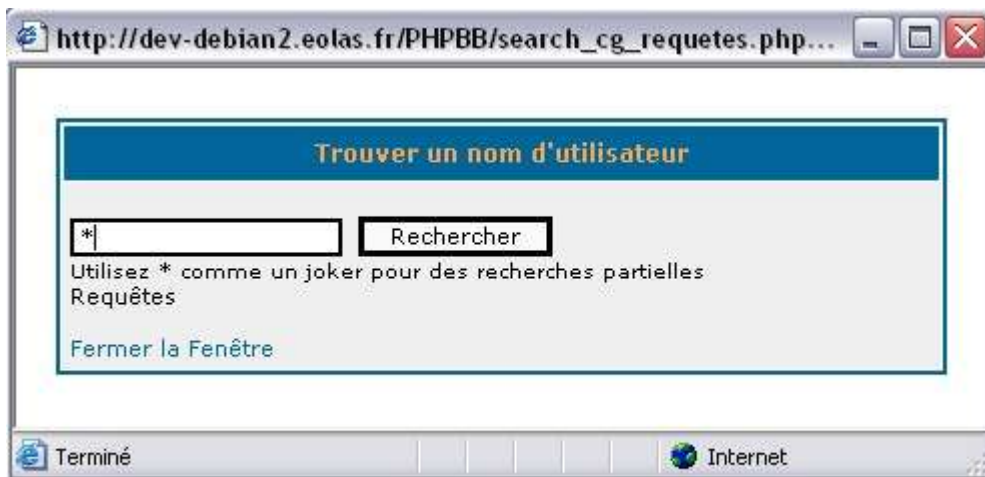 http://dev-debian2.eolas.fr/PHPBB/search_cg_requetes.php...
Trouver un nom d'utilisateur
* Rechercher
Utilisez * comme un joker pour des recherches partielles
Requêtes
Fermer la Fenêtre
Terminé Internet